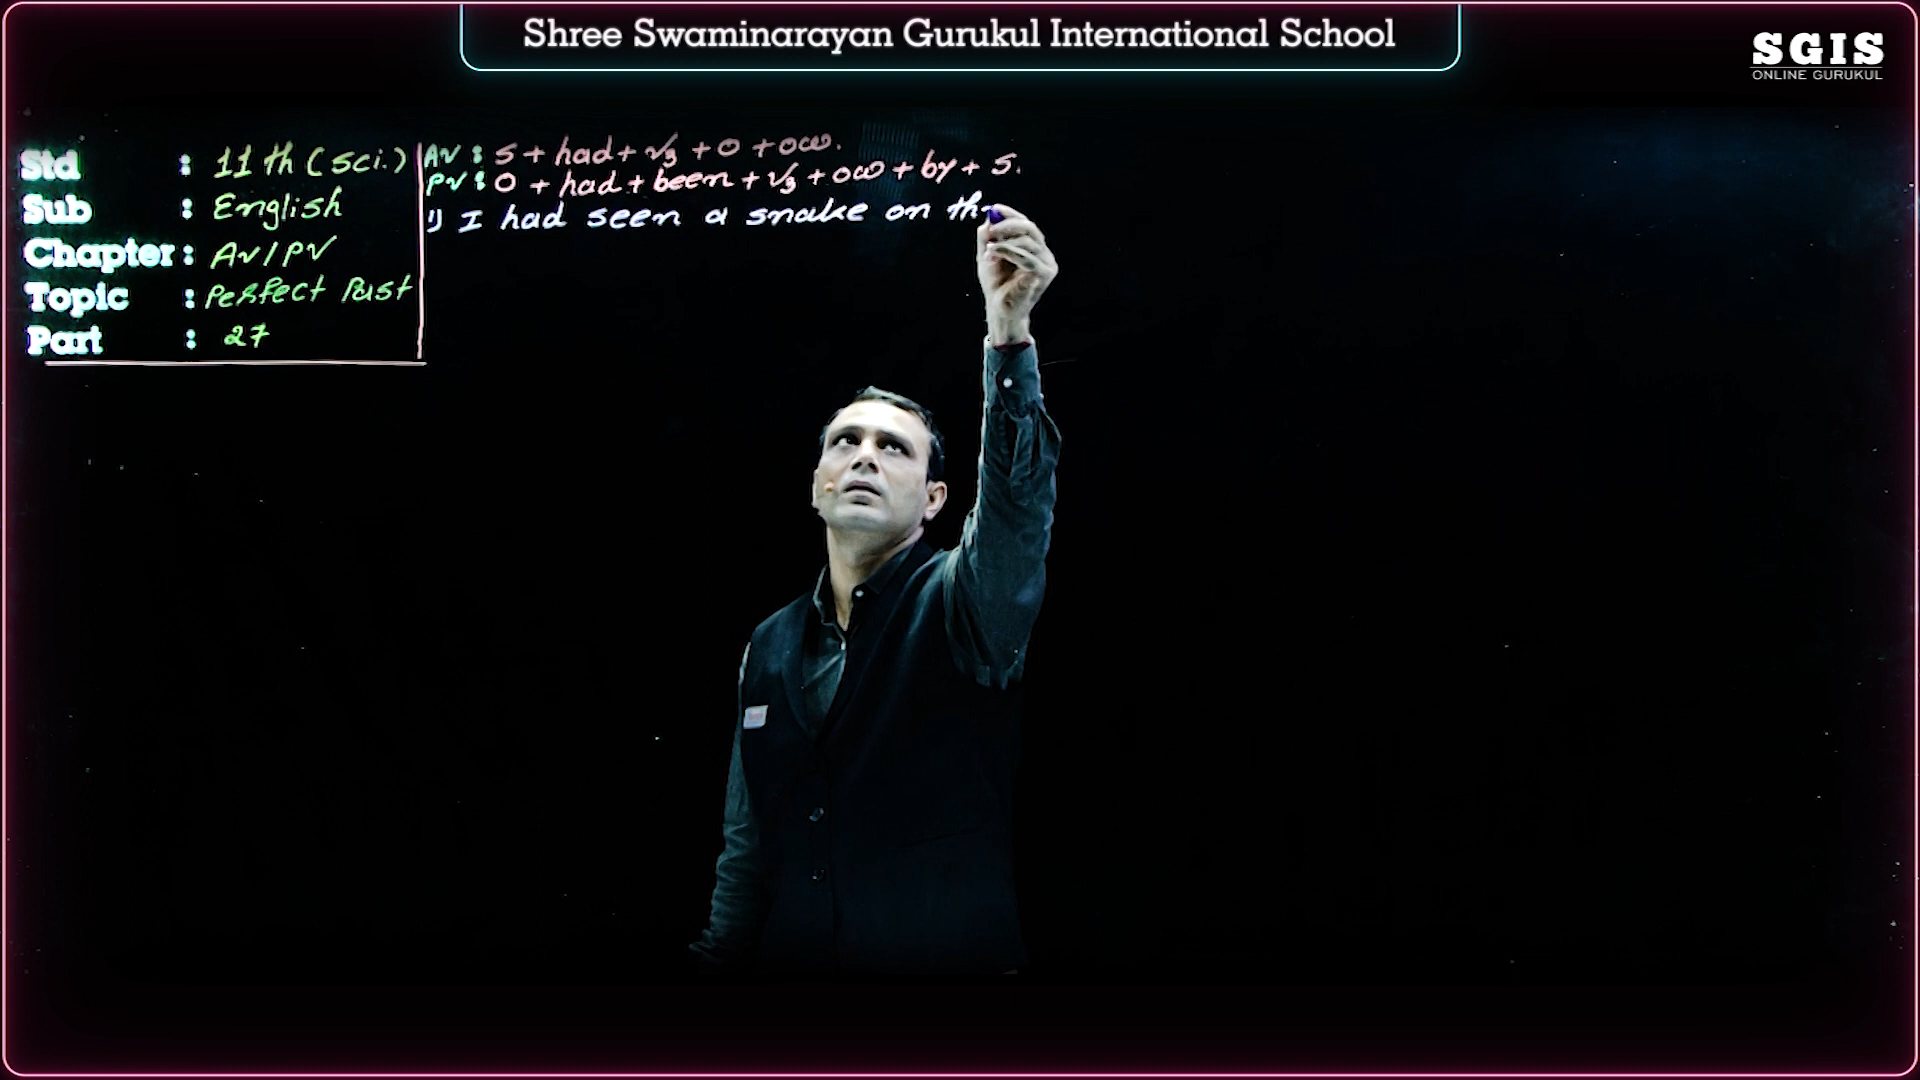 Shree Swaminarayan Gurukul International School
SGIS
ONLINE GURUKUL
Std : 11 th (sci.)
Sub : English
Chapter : AV/PV
Topic : Perfect Past
Part : 27
AV : S + had + V3 + O + OW.
PV : O + had + been + V3 + OW + by + S.
1) I had seen a snake on